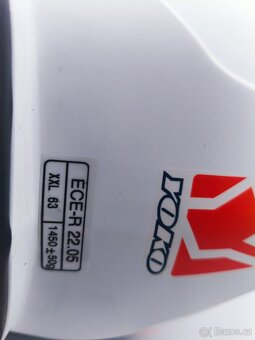 ECE-R 22.05
XXL 63 1450±50g
YOKO
bazos.cz